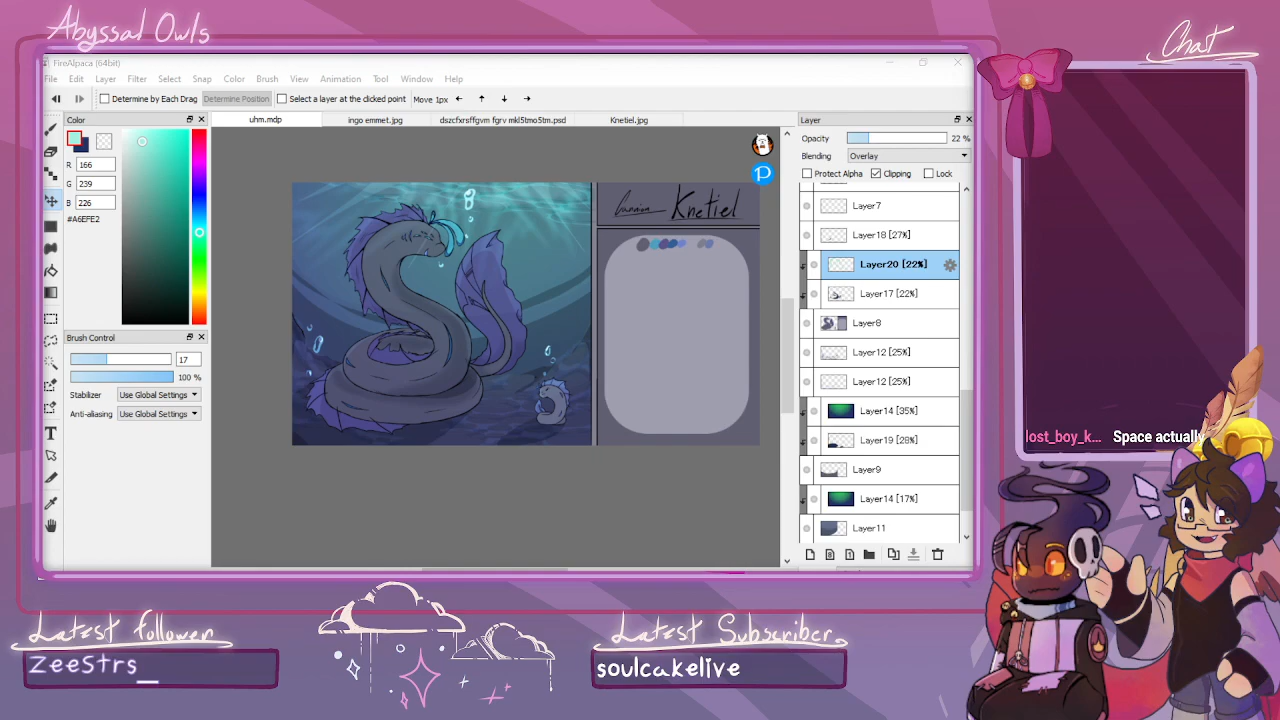 Abyssal Owls
Chat
FireAlpaca (64bit)
File Edit Layer Filter Select Snap Color Brush View Animation Tool Window Help
Determine by Each Drag Determine Position Select a layer at the clicked point Move 1px ← ↑ ↓ →
Color
uhm.mdp ingo emmet.jpg dszcfxrsffgvm fgrv mkl5tmo5tm.psd Knetiel.jpg
Layer
Opacity 22 %
Blending Overlay
Protect Alpha Clipping Lock
R 166
G 239
B 226
#A6EFE2
Knetiel
Layer7
Layer18 [27%]
Layer20 [22%]
Layer17 [22%]
Layer8
Layer12 [25%]
Layer12 [25%]
Layer14 [35%]
Layer19 [28%]
Layer9
Layer14 [17%]
Layer11
Brush Control
17
100 %
Stabilizer Use Global Settings
Anti-aliasing Use Global Settings
T
P
lost_boy_k... Space actually
Latest follower
zeestrs_
Latest Subscriber
soulcakelive